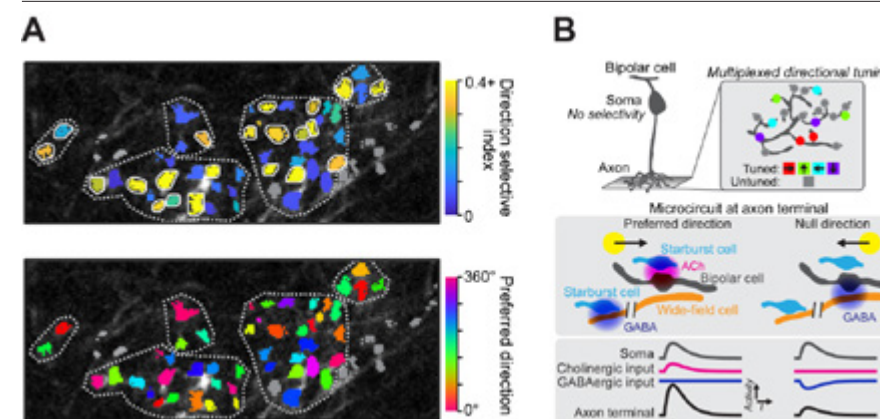 A
0.4+
Direction selective
index
0
360°
Preferred direction
0°
B
Bipolar cell
Multiplexed directional tunin
Soma
No selectivity
Axon
Tuned:
Untuned:
Microcircuit at axon terminal
Preferred direction
Null direction
Starburst cell
ACh
Bipolar cell
Starburst cell
Wide-field cell
GABA
GABA
Soma
Cholinergic input
GABAergic input
Axon terminal
Activity